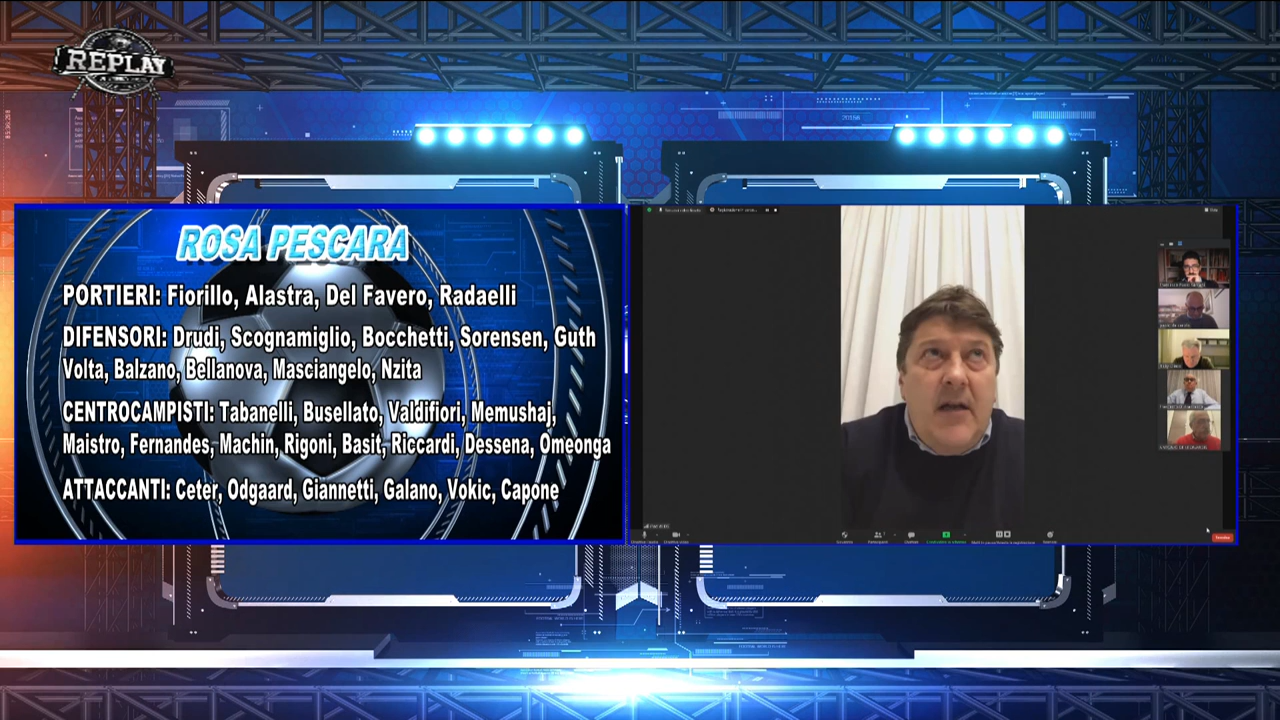 REPLAY
ROSA PESCARA
PORTIERI: Fiorillo, Alastra, Del Favero, Radaelli
DIFENSORI: Drudi, Scognamiglio, Bocchetti, Sorensen, Guth
Volta, Balzano, Bellanova, Masciangelo, Nzita
CENTROCAMPISTI: Tabanelli, Busellato, Valdifiori, Memushaj,
Maistro, Fernandes, Machin, Rigoni, Basit, Riccardi, Dessena, Omeonga
ATTACCANTI: Ceter, Odgaard, Giannetti, Galano, Vokic, Capone